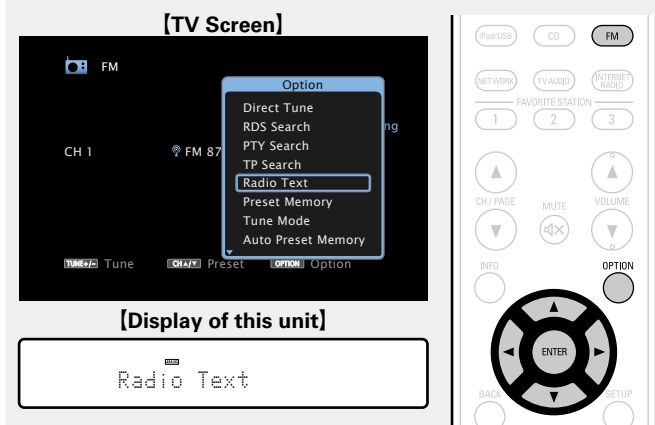 【TV Screen】
FM
Option
Direct Tune
RDS Search
ng
PTY Search
CH 1
FM 87
TP Search
Radio Text
Preset Memory
Tune Mode
Auto Preset Memory
TUNE+/- Tune
CH▲/▼ Preset
OPTION Option
【Display of this unit】
Radio Text
iPod/USB
CD
FM
NETWORK
TV AUDIO
INTERNET
RADIO
FAVORITE STATION
1
2
3
CH / PAGE
MUTE
VOLUME
INFO
OPTION
ENTER
BACK
SETUP